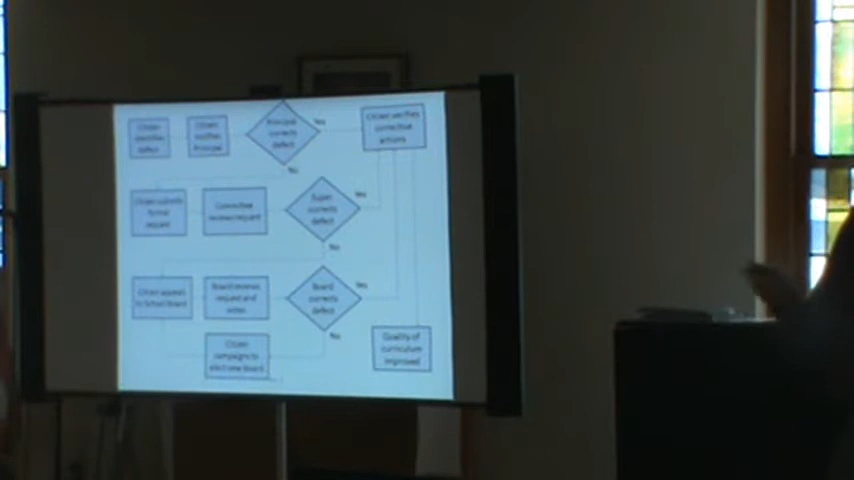 Citizen
identifies
defect
Citizen
notifies
Principal
Principal
corrects
defect
Yes
Citizen verifies
corrective
actions
No
Citizen submits
formal
request
Committee
reviews request
Super
corrects
defect
Yes
No
Citizen appeals
to School Board
Board reviews
request and
votes
Board
corrects
defect
Yes
No
Citizen
campaigns to
elect new Board
Quality of
curriculum
improved